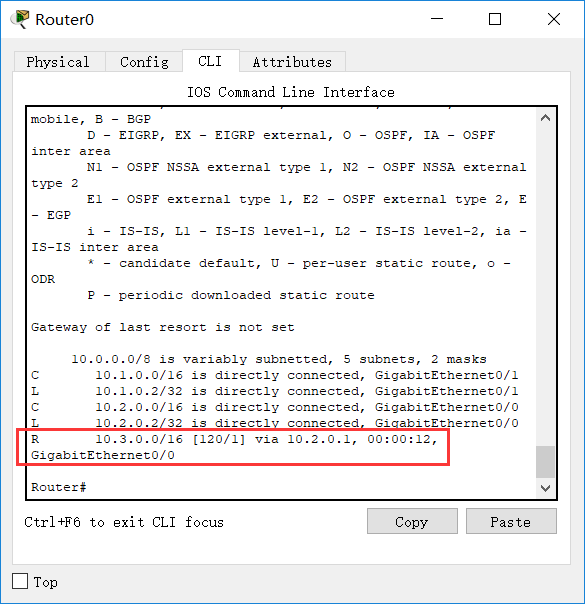 Router0
Physical Config CLI Attributes
IOS Command Line Interface
mobile, B - BGP
D - EIGRP, EX - EIGRP external, O - OSPF, IA - OSPF
inter area
N1 - OSPF NSSA external type 1, N2 - OSPF NSSA external
type 2
E1 - OSPF external type 1, E2 - OSPF external type 2, E
- EGP
i - IS-IS, L1 - IS-IS level-1, L2 - IS-IS level-2, ia -
IS-IS inter area
* - candidate default, U - per-user static route, o -
ODR
P - periodic downloaded static route
Gateway of last resort is not set
10.0.0.0/8 is variably subnetted, 5 subnets, 2 masks
C 10.1.0.0/16 is directly connected, GigabitEthernet0/1
L 10.1.0.2/32 is directly connected, GigabitEthernet0/1
C 10.2.0.0/16 is directly connected, GigabitEthernet0/0
L 10.2.0.2/32 is directly connected, GigabitEthernet0/0
R 10.3.0.0/16 [120/1] via 10.2.0.1, 00:00:12,
GigabitEthernet0/0
Router#
Ctrl+F6 to exit CLI focus Copy Paste
Top